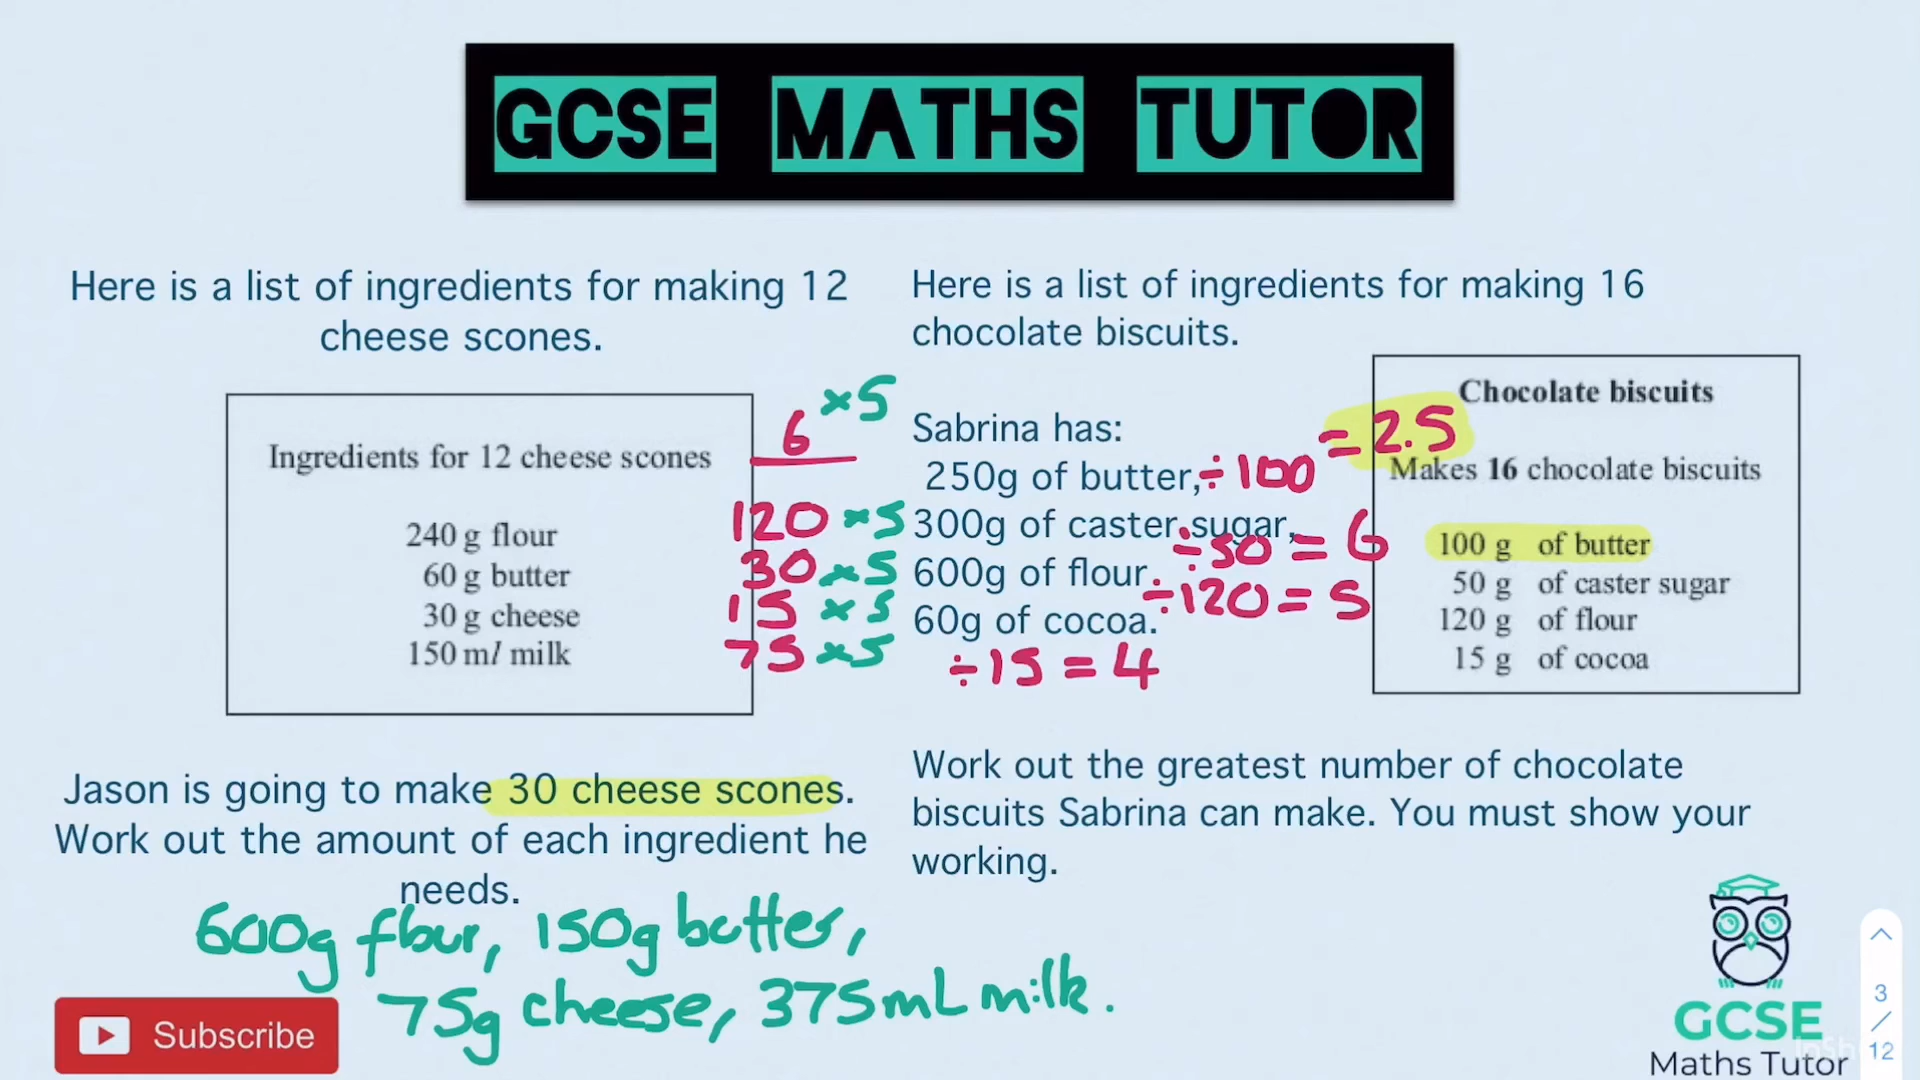 GCSE MATHS TUTOR
Here is a list of ingredients for making 12
cheese scones.
Ingredients for 12 cheese scones
240 g flour
60 g butter
30 g cheese
150 ml milk
6 ×5
120 ×5
30 ×5
15 ×5
75 ×5
Jason is going to make 30 cheese scones.
Work out the amount of each ingredient he
needs.
600g flour, 150g butter,
75g cheese, 375mL milk.
Subscribe
Here is a list of ingredients for making 16
chocolate biscuits.
Sabrina has:
250g of butter, ÷100 = 2.5
300g of caster sugar, ÷50 = 6
600g of flour. ÷120 = 5
60g of cocoa.
÷15 = 4
Chocolate biscuits
Makes 16 chocolate biscuits
100 g of butter
50 g of caster sugar
120 g of flour
15 g of cocoa
Work out the greatest number of chocolate
biscuits Sabrina can make. You must show your
working.
GCSE
Maths Tutor
3
/
12